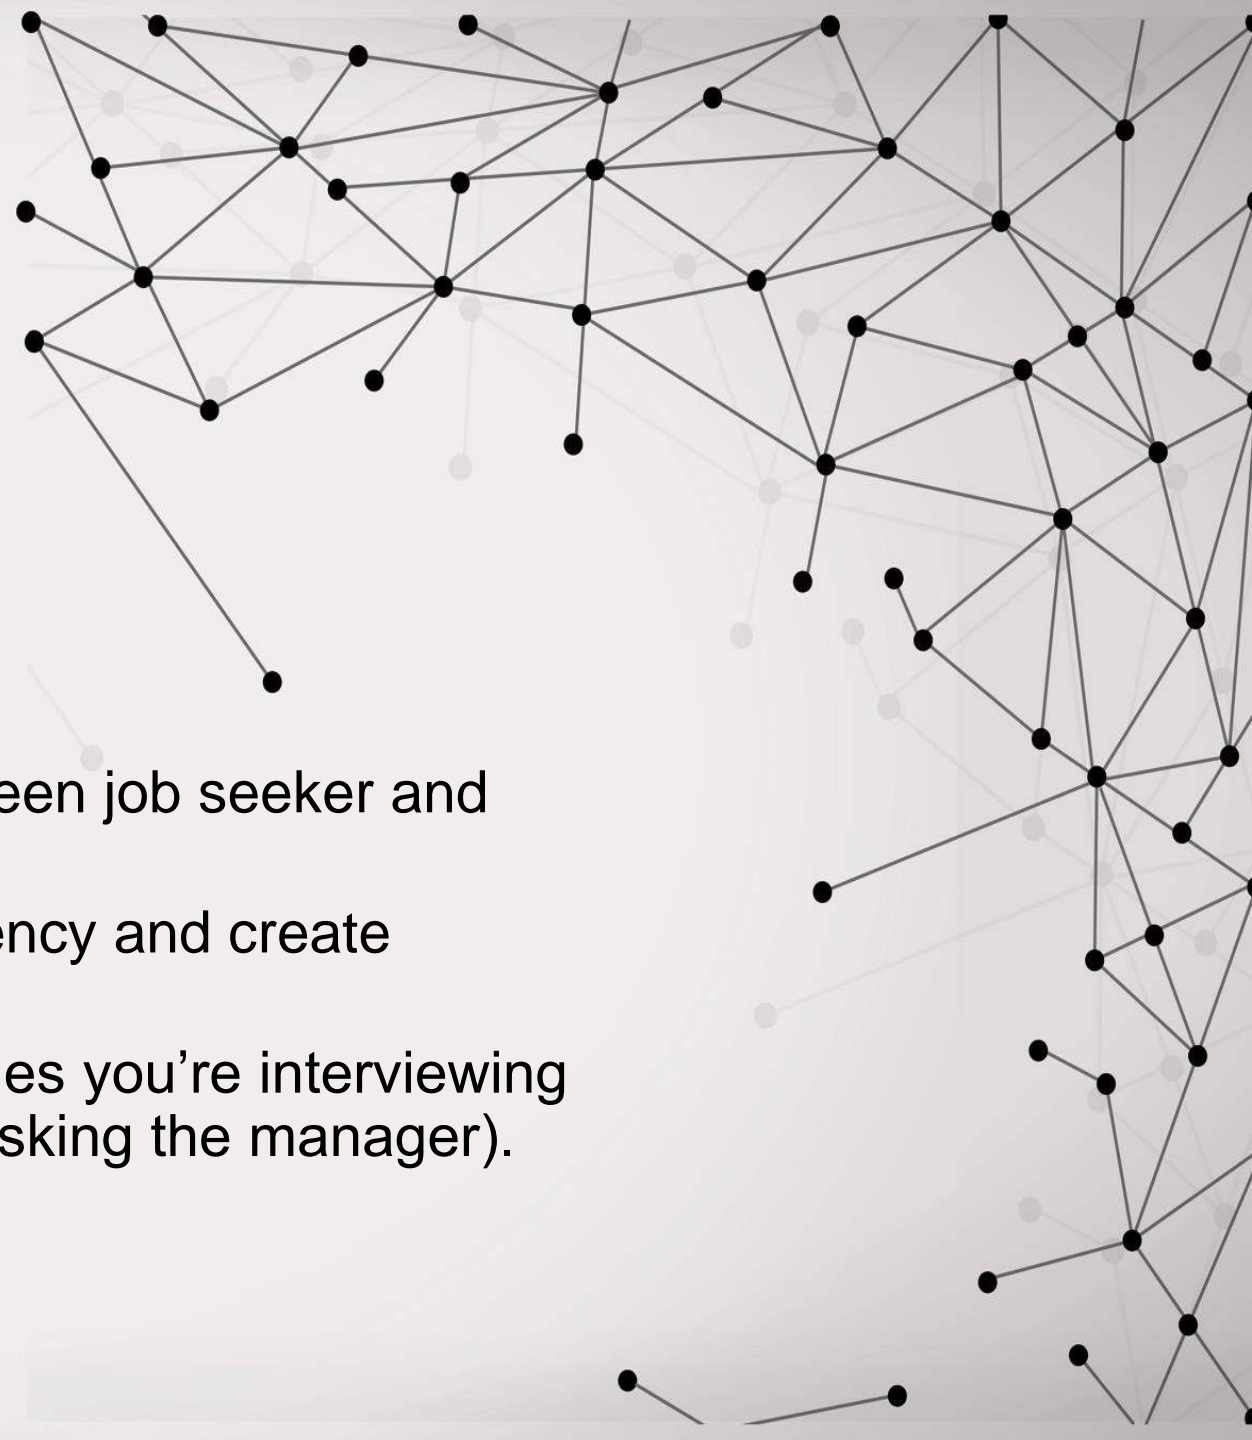 een job seeker and
ency and create
es you’re interviewing
sking the manager).